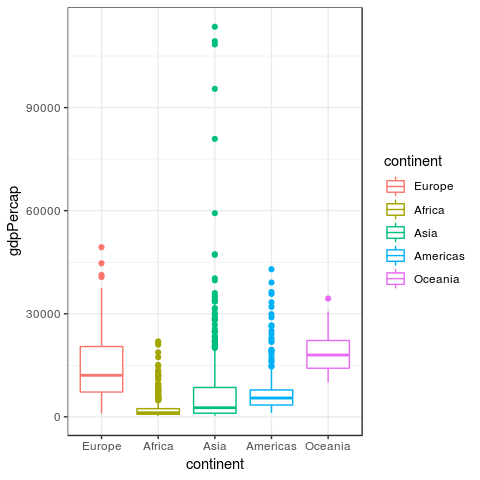 gdpPercap
90000
60000
30000
0
Europe Africa Asia Americas Oceania
continent
continent
Europe
Africa
Asia
Americas
Oceania